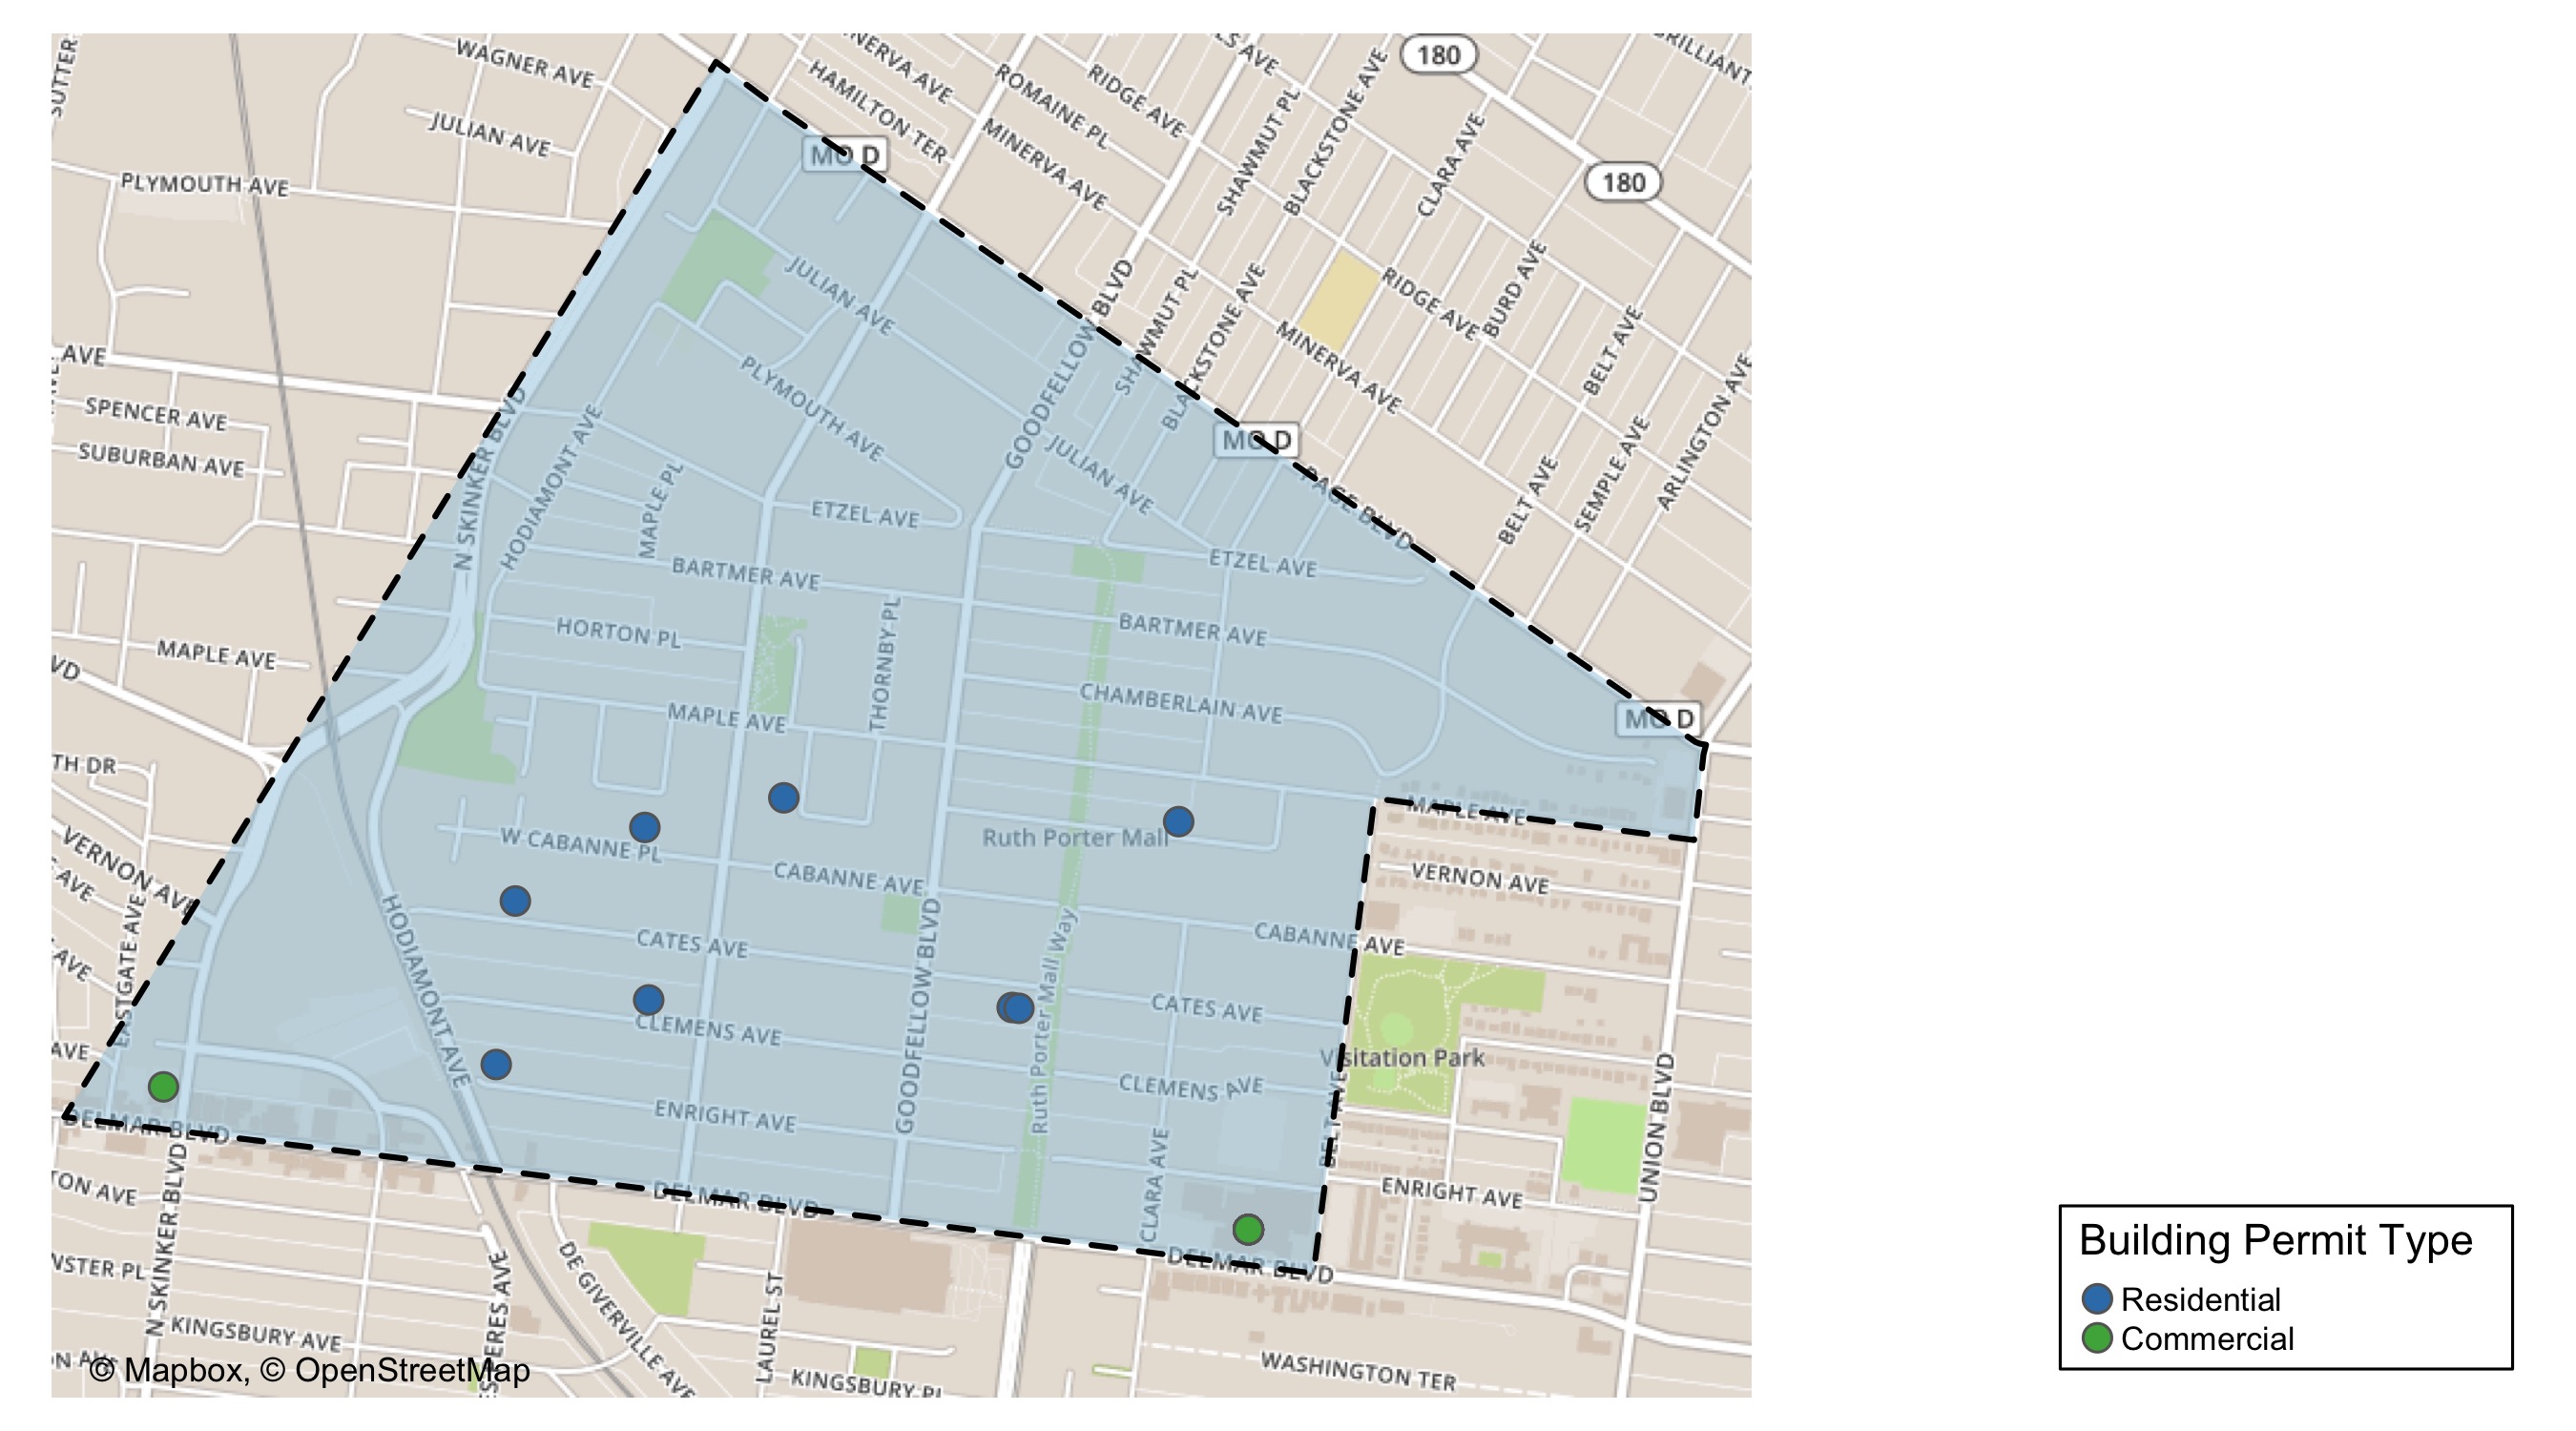 SUTTER
WAGNER AVE
JULIAN AVE
PLYMOUTH AVE
HAMILTON TER
ROMAINE PL
RIDGE AVE
MINERVA AVE
SHAWMUT PL
BLACKSTONE AVE
CLARA AVE
180
180
MO D
JULIAN AVE
GOODFELLOW BLVD
SHAWMUT PL
BLACKSTONE AVE
RIDGE AVE
BURD AVE
MINERVA AVE
BELT AVE
ARLINGTON AVE
AVE
SPENCER AVE
SUBURBAN AVE
N SKINKER BLVD
HODIAMONT AVE
PLYMOUTH AVE
MAPLE PL
ETZEL AVE
JULIAN AVE
MO D
PAGE BLVD
BELT AVE
SEMPLE AVE
ETZEL AVE
BARTMER AVE
HORTON PL
THORNBY PL
BARTMER AVE
MAPLE AVE
CHAMBERLAIN AVE
MAPLE AVE
MO D
VD
TH DR
MAPLE AVE
VERNON AVE
W CABANNE PL
Ruth Porter Mall
CABANNE AVE
VERNON AVE
AVE
AVE
EASTGATE AVE
HODIAMONT AVE
CATES AVE
GOODFELLOW BLVD
Ruth Porter Mall Way
CABANNE AVE
CATES AVE
CLEMENS AVE
Visitation Park
AVE
CLEMENS AVE
BELT AVE
UNION BLVD
DELMAR BLVD
ENRIGHT AVE
CLARA AVE
ENRIGHT AVE
TON AVE
DELMAR BLVD
DELMAR BLVD
N SKINKER BLVD
NSTER PL
DE GIVERVILLE AVE
LAUREL ST
KINGSBURY AVE
KINGSBURY PL
WASHINGTON TER
© Mapbox, © OpenStreetMap
Building Permit Type
Residential
Commercial